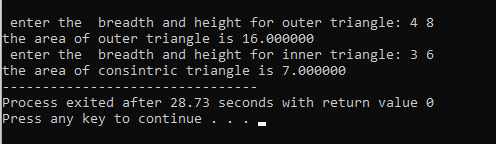 enter the  breadth and height for outer triangle: 4 8
the area of outer triangle is 16.000000
 enter the  breadth and height for inner triangle: 3 6
the area of consintric triangle is 7.000000
--------------------------------
Process exited after 28.73 seconds with return value 0
Press any key to continue . . .